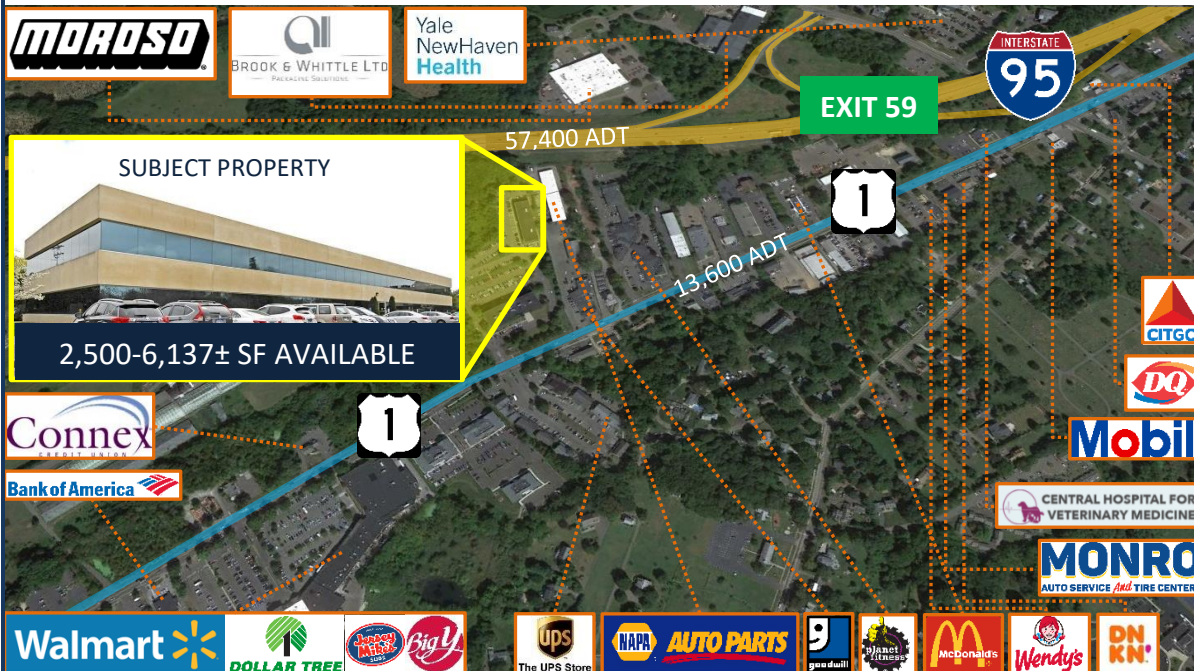 MOROSO
BROOK & WHITTLE LTD
PACKAGING SOLUTIONS
Yale
NewHaven
Health
INTERSTATE
95
EXIT 59
57,400 ADT
SUBJECT PROPERTY
2,500-6,137± SF AVAILABLE
1
13,600 ADT
1
CITGO
DQ
Mobil
Connex
CREDIT UNION
Bank of America
CENTRAL HOSPITAL FOR
VETERINARY MEDICINE
MONRO
AUTO SERVICE And TIRE CENTER
Walmart
DOLLAR TREE
Jersey
Mike's
SUBS
Big Y
ups
The UPS Store
NAPA AUTO PARTS
g
goodwill
planet
fitness
McDonald's
Wendy's
DN
KN'